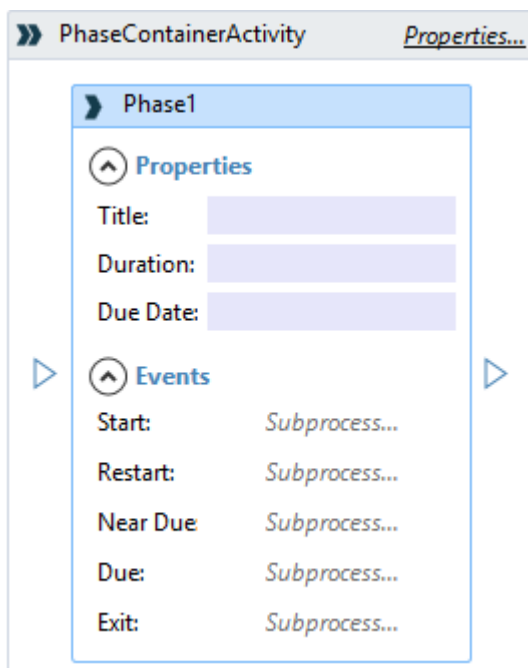 PhaseContainerActivity Properties...
Phase1
Properties
Title:
Duration:
Due Date:
Events
Start: Subprocess...
Restart: Subprocess...
Near Due: Subprocess...
Due: Subprocess...
Exit: Subprocess...